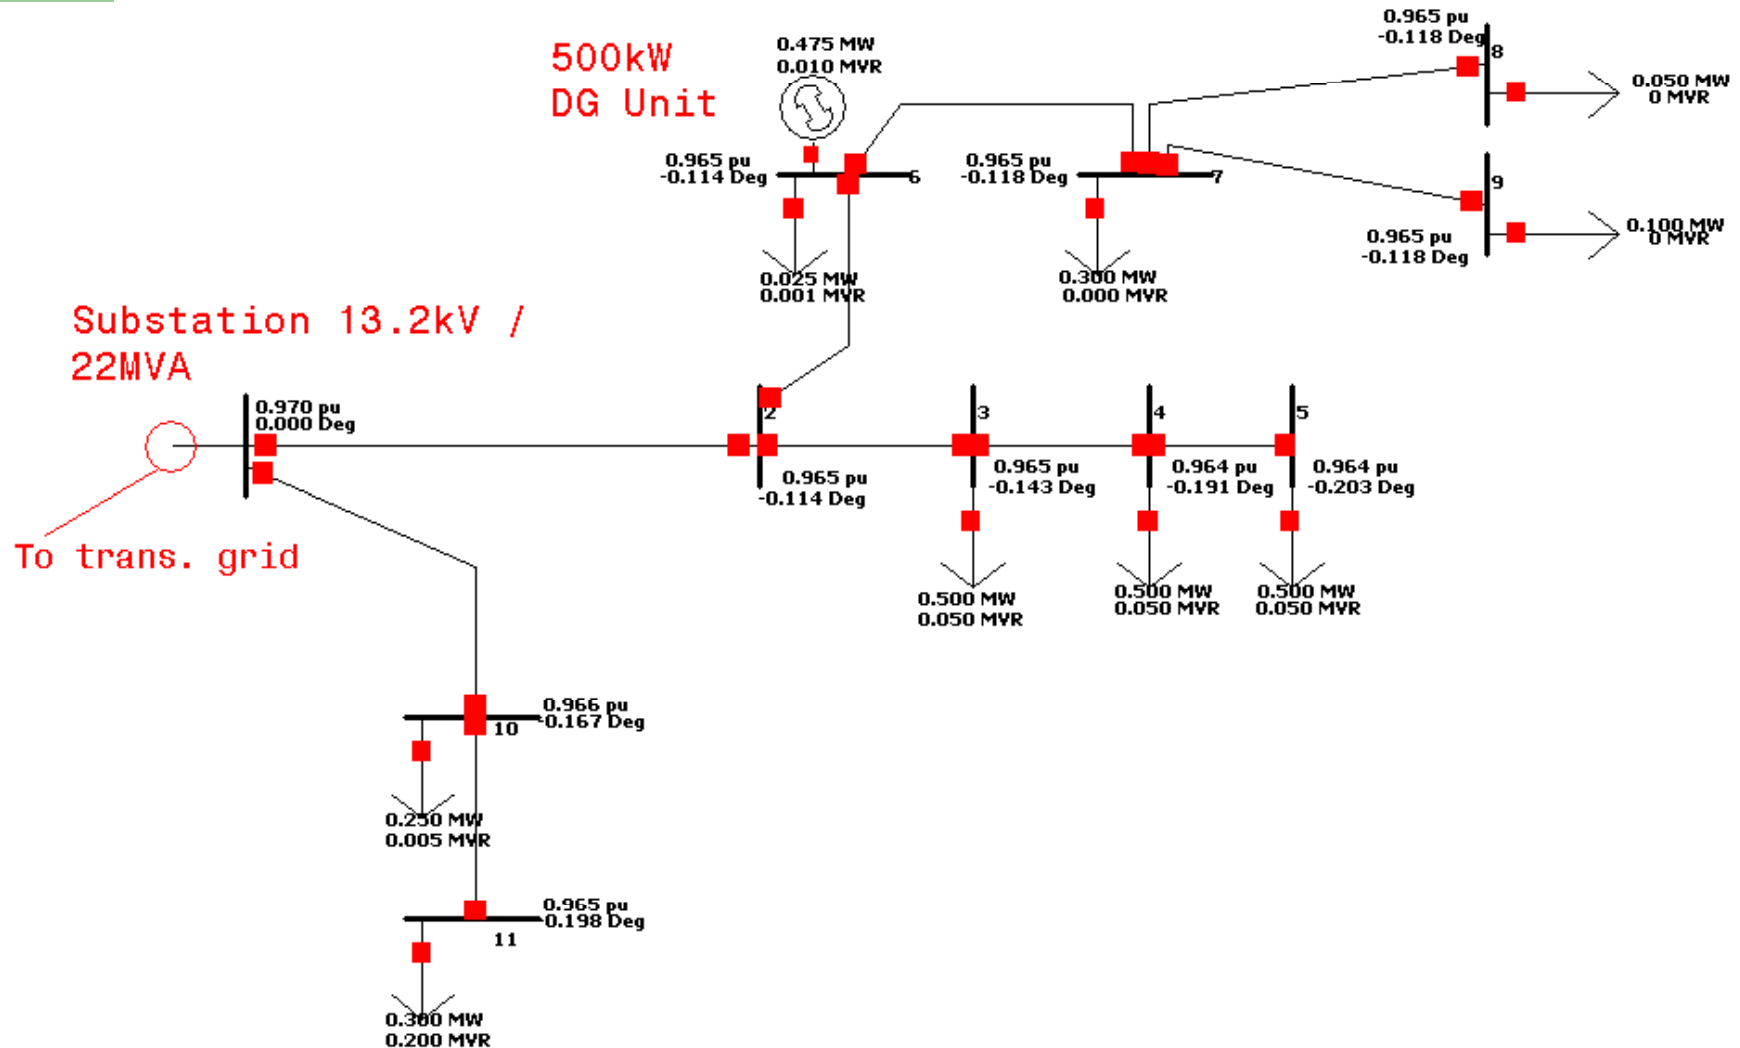 500kW
DG Unit
0.475 MW
0.010 MVR
0.965 pu
-0.118 Deg
8
0.050 MW
0 MVR
0.965 pu
-0.114 Deg
6
0.965 pu
-0.118 Deg
7
9
0.965 pu
-0.118 Deg
0.100 MW
0 MVR
0.025 MW
0.001 MVR
0.300 MW
0.000 MVR
Substation 13.2kV /
22MVA
0.970 pu
0.000 Deg
2
3
4
5
0.965 pu
-0.114 Deg
0.965 pu
-0.143 Deg
0.964 pu
-0.191 Deg
0.964 pu
-0.203 Deg
To trans. grid
0.500 MW
0.050 MVR
0.500 MW
0.050 MVR
0.500 MW
0.050 MVR
0.966 pu
-0.167 Deg
10
0.250 MW
0.005 MVR
0.965 pu
-0.198 Deg
11
0.300 MW
0.200 MVR